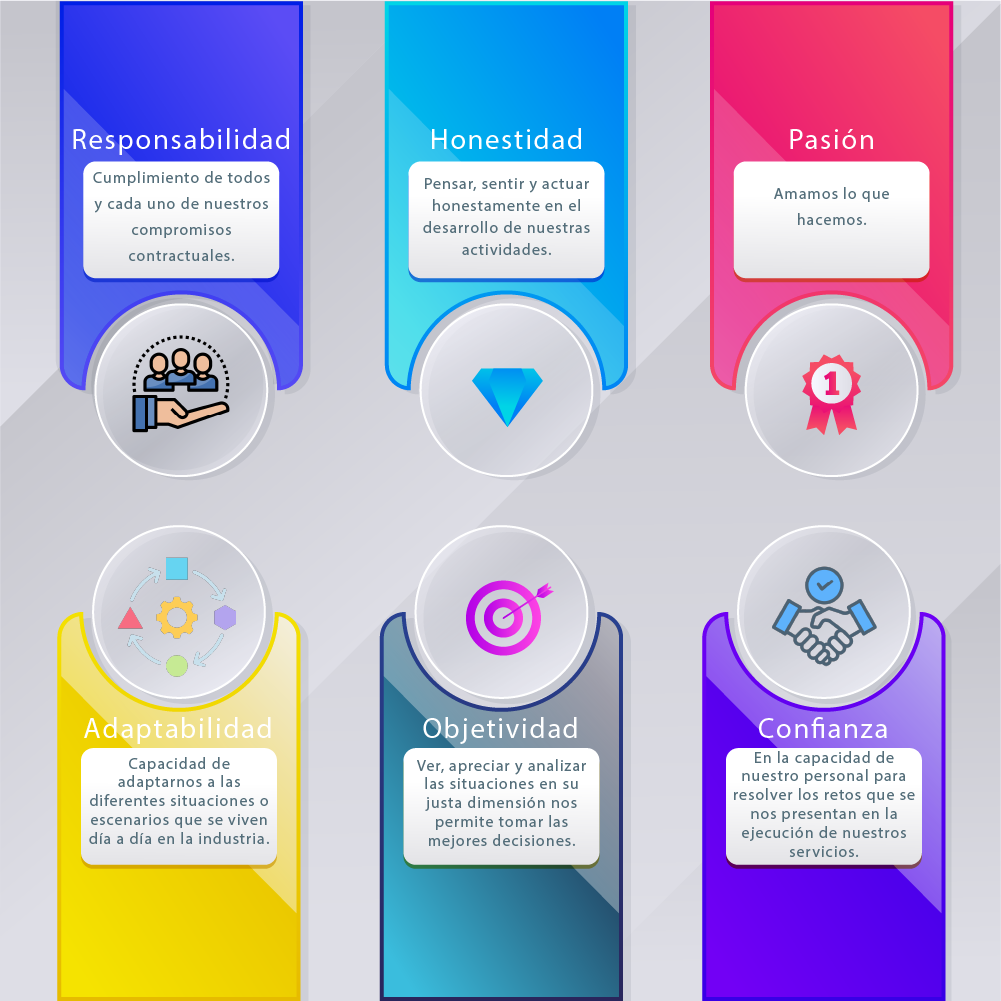 Responsabilidad
Cumplimiento de todos
y cada uno de nuestros
compromisos
contractuales.
Honestidad
Pensar, sentir y actuar
honestamente en el
desarrollo de nuestras
actividades.
Pasión
Amamos lo que
hacemos.
1
Adaptabilidad
Capacidad de
adaptarnos a las
diferentes situaciones o
escenarios que se viven
día a día en la industria.
Objetividad
Ver, apreciar y analizar
las situaciones en su
justa dimensión nos
permite tomar las
mejores decisiones.
Confianza
En la capacidad de
nuestro personal para
resolver los retos que se
nos presentan en la
ejecución de nuestros
servicios.